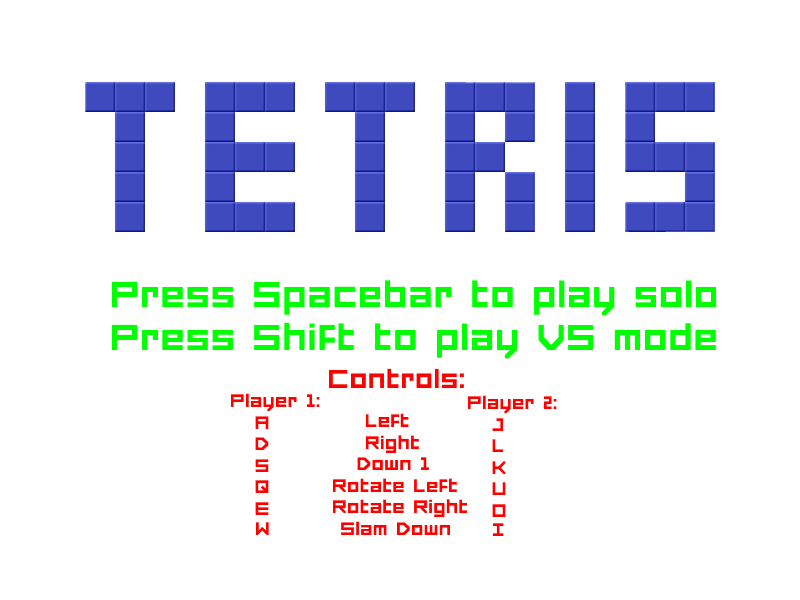 TETRIS
Press Spacebar to play solo
Press Shift to play VS mode
Controls:
Player 1: Player 2:
A Left J
D Right L
S Down 1 K
Q Rotate Left U
E Rotate Right O
W Slam Down I